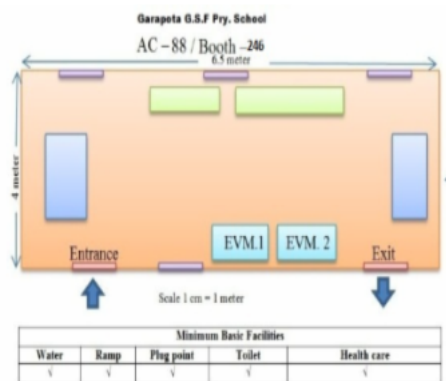 Garapota G.S.F Pry. School
AC – 88 / Booth –246
6.5 meter
4 meter
EVM.1 EVM. 2
Entrance Exit
Scale 1 cm = 1 meter
Minimum Basic Facilities
Water Ramp Plug point Toilet Health care
√ √ √ √ √